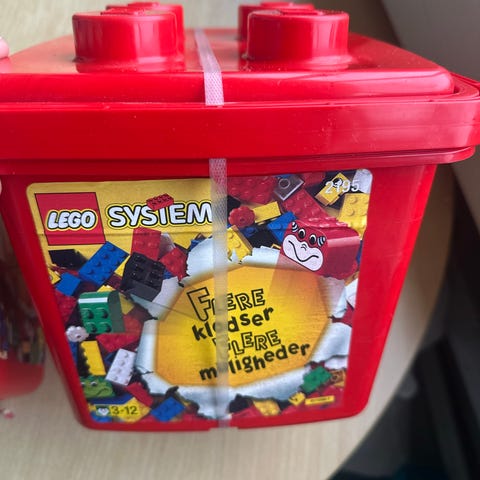 LEGO SYSTEM
2195
FLERE
klodser
FLERE
muligheder
3-12